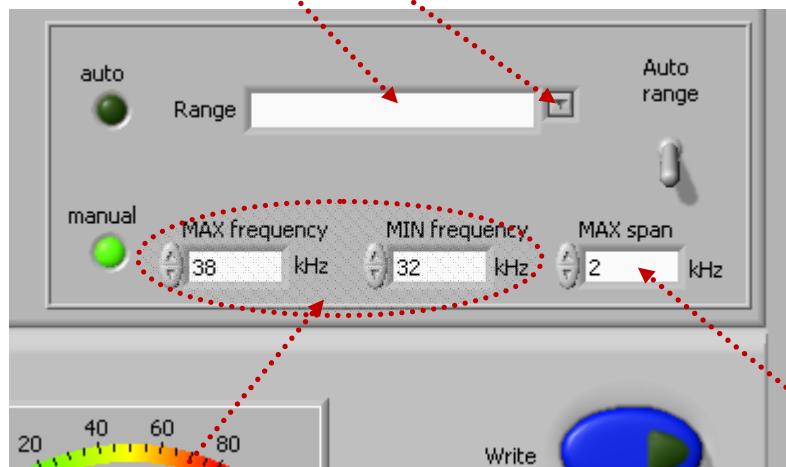 auto
Auto
range
Range
manual
MAX frequency
MIN frequency
MAX span
38 kHz
32 kHz
2 kHz
20 40 60 80
Write